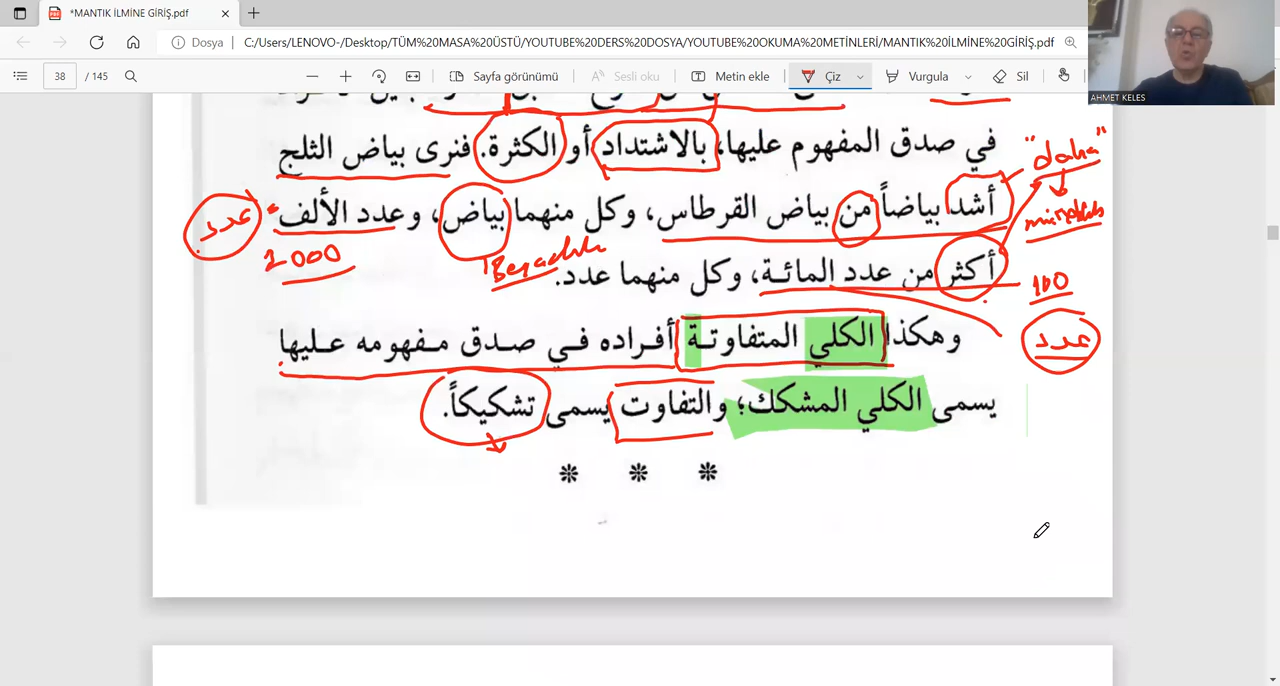 *MANTIK İLMİNE GİRİŞ.pdf
Dosya C:/Users/LENOVO-/Desktop/TÜM%20MASA%20ÜSTÜ/YOUTUBE%20DERS%20DOSYA/YOUTUBE%20OKUMA%20METİNLERİ/MANTIK%20İLMİNE%20GİRİŞ.pdf
38 / 145 Sayfa görünümü Sesli oku Metin ekle Çiz Vurgula Sil
AHMET KELES
في صدق المفهوم عليها، بالاشتداد أو الكثرة. فنرى بياض الثلج
"daha"
أشد بياضاً من بياض القرطاس، وكل منهما بياض، وعدد الألف
عدد
1000
أكثر من عدد المائة، وكل منهما عدد.
100
عدد
وهكذا الكلي المتفاوتة أفراده في صدق مفهومه عليها
يسمى الكلي المشكك؛ والتفاوت يسمى تشكيكاً.
* * *